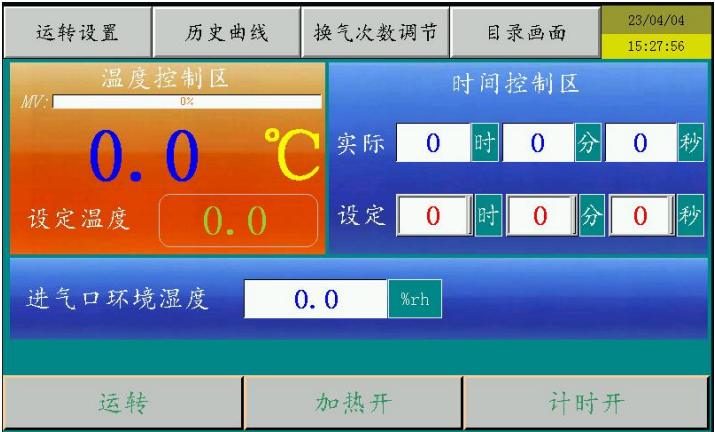 运转设置 历史曲线 换气次数调节 目录画面 23/04/04
15:27:56
温度控制区
MV: 0%
0.0 ℃
设定温度 0.0
时间控制区
实际 0 时 0 分 0 秒
设定 0 时 0 分 0 秒
进气口环境湿度 0.0 %rh
运转 加热开 计时开